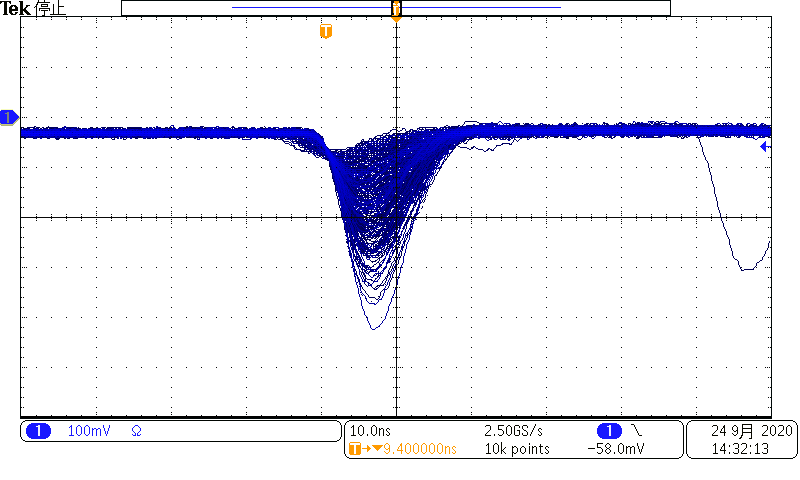 Tek 停止
T
T
1
1 100mV Ω
10.0ns 2.50GS/s 1
T→▼9.400000ns 10k points −58.0mV
24 9月 2020
14:32:13